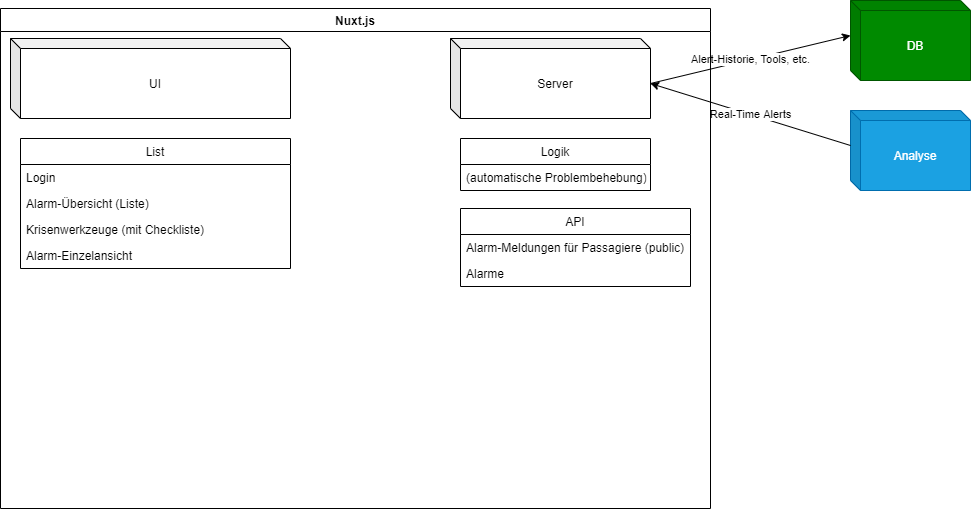 Nuxt.js
UI
Server
DB
Alert-Historie, Tools, etc.
Real-Time Alerts
Analyse
List
Login
Alarm-Übersicht (Liste)
Krisenwerkzeuge (mit Checkliste)
Alarm-Einzelansicht
Logik
(automatische Problembehebung)
API
Alarm-Meldungen für Passagiere (public)
Alarme